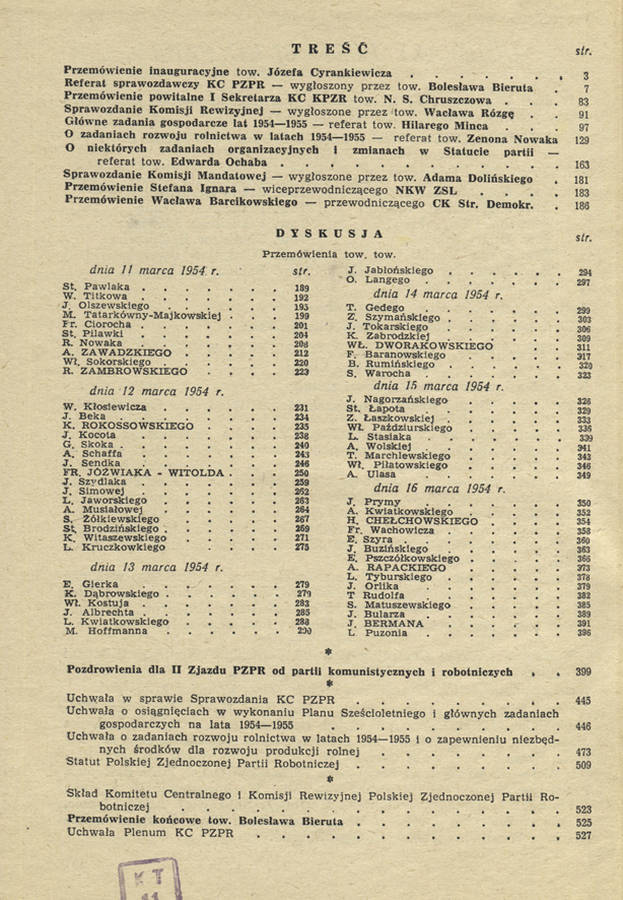 TREŚĆ
str.
Przemówienie inauguracyjne tow. Józefa Cyrankiewicza . . . . . . 3
Referat sprawozdawczy KC PZPR — wygłoszony przez tow. Bolesława Bieruta . 7
Przemówienie powitalne I Sekretarza KC KPZR tow. N. S. Chruszczowa . . . 83
Sprawozdanie Komisji Rewizyjnej — wygłoszone przez tow. Wacława Rózgę . . 91
Główne zadania gospodarcze lat 1954—1955 — referat tow. Hilarego Minca . . 97
O zadaniach rozwoju rolnictwa w latach 1954—1955 — referat tow. Zenona Nowaka 129
O niektórych zadaniach organizacyjnych i zmianach w Statucie partii —
referat tow. Edwarda Ochaba . . . . . . . . . . . 163
Sprawozdanie Komisji Mandatowej — wygłoszone przez tow. Adama Dolińskiego . 181
Przemówienie Stefana Ignara — wiceprzewodniczącego NKW ZSL . . . . 183
Przemówienie Wacława Barcikowskiego — przewodniczącego CK Str. Demokr. . 186
DYSKUSJA
str.
Przemówienia tow. tow.
dnia 11 marca 1954 r. str.
St. Pawlaka . . . . . . . 189
W. Titkowa . . . . . . . 192
J. Olszewskiego . . . . . . 195
M. Tatarkówny-Majkowskiej . . . 199
Fr. Ciorocha . . . . . . . 201
St. Pilawki . . . . . . . 204
R. Nowaka . . . . . . . 208
A. ZAWADZKIEGO . . . . . 212
Wł. Sokorskiego . . . . . . 220
R. ZAMBROWSKIEGO . . . . 223
dnia 12 marca 1954 r.
W. Kłosiewicza . . . . . . 231
J. Beka . . . . . . . . 234
K. ROKOSSOWSKIEGO . . . . 235
J. Kocota . . . . . . . 238
G. Skoka . . . . . . . . 240
A. Schaffa . . . . . . . 243
J. Sendka . . . . . . . 246
FR. JÓŹWIAKA - WITOLDA . . . 250
J. Szydlaka . . . . . . . 259
J. Simowej . . . . . . . 262
L. Jaworskiego . . . . . . 263
A. Musiałowej . . . . . . 264
S. Żółkiewskiego . . . . . . 267
St. Brodzińskiego . . . . . . 269
K. Witaszewskiego . . . . . 271
L. Kruczkowkiego . . . . . 275
dnia 13 marca 1954 r.
E. Gierka . . . . . . . 279
K. Dąbrowskiego . . . . . . 279
Wł. Kostuja . . . . . . . 283
J. Albrechta . . . . . . . 285
L. Kwiatkowskiego . . . . . 288
M. Hoffmanna . . . . . . 290
J. Jabłońskiego . . . . . . 294
O. Langego . . . . . . . 297
dnia 14 marca 1954 r.
T. Gedego . . . . . . . 299
Z. Szymańskiego . . . . . . 303
J. Tokarskiego . . . . . . 306
K. Zabrodzkiej . . . . . . 309
WŁ. DWORAKOWSKIEGO . . . 311
F. Baranowskiego . . . . . 317
B. Rumińskiego . . . . . . 320
S. Warocha . . . . . . . 323
dnia 15 marca 1954 r.
J. Nagorzańskiego . . . . . 326
St. Łapota . . . . . . . 329
Z. Łaszkowskiej . . . . . . 333
Wł. Paździurskiego . . . . . 336
L. Stasiaka . . . . . . . 339
A. Wolskiej . . . . . . . 341
T. Marchlewskiego . . . . . 343
Wł. Piłatowskiego . . . . . 346
A. Ulasa . . . . . . . . 349
dnia 16 marca 1954 r.
J. Prymy . . . . . . . 350
A. Kwiatkowskiego . . . . . 352
H. CHEŁCHOWSKIEGO . . . . 354
Fr. Wachowicza . . . . . . 358
E. Szyra . . . . . . . . 360
J. Buzińskiego . . . . . . 363
E. Pszczółkowskiego . . . . . 366
A. RAPACKIEGO . . . . . 373
L. Tyburskiego . . . . . . 378
J. Orlika . . . . . . . 379
T Rudolfa . . . . . . . 382
S. Matuszewskiego . . . . . 385
J. Bularza . . . . . . . 389
J. BERMANA . . . . . . 391
L Puzonia . . . . . . . 396
*
Pozdrowienia dla II Zjazdu PZPR od partii komunistycznych i robotniczych . . 399
*
Uchwała w sprawie Sprawozdania KC PZPR . . . . . . . . 445
Uchwała o osiągnięciach w wykonaniu Planu Sześcioletniego i głównych zadaniach
gospodarczych na lata 1954—1955 . . . . . . . . . 446
Uchwała o zadaniach rozwoju rolnictwa w latach 1954—1955 i o zapewnieniu niezbęd-
nych środków dla rozwoju produkcji rolnej . . . . . . . 473
Statut Polskiej Zjednoczonej Partii Robotniczej . . . . . . . . 509
*
Skład Komitetu Centralnego i Komisji Rewizyjnej Polskiej Zjednoczonej Partii Ro-
botniczej . . . . . . . . . . . . . . 523
Przemówienie końcowe tow. Bolesława Bieruta . . . . . . . . 525
Uchwała Plenum KC PZPR . . . . . . . . . . . 527
KT
11